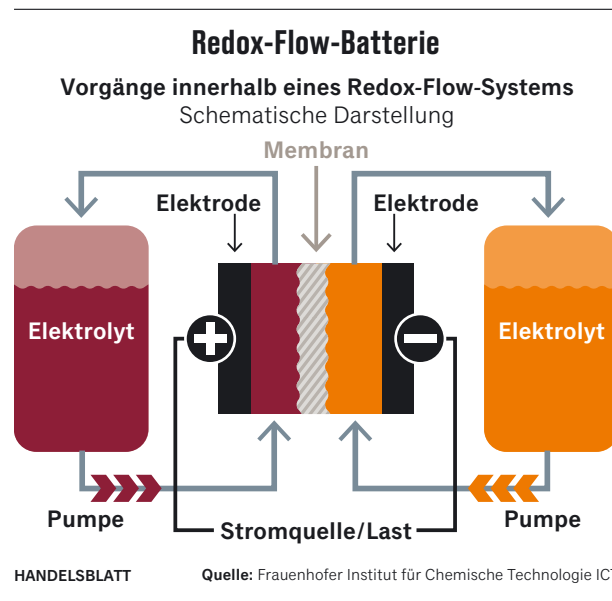 Redox-Flow-Batterie
Vorgänge innerhalb eines Redox-Flow-Systems
Schematische Darstellung
Membran
Elektrode
Elektrode
Elektrolyt
+
−
Elektrolyt
Pumpe
Stromquelle/Last
Pumpe
HANDELSBLATT
Quelle: Frauenhofer Institut für Chemische Technologie ICT